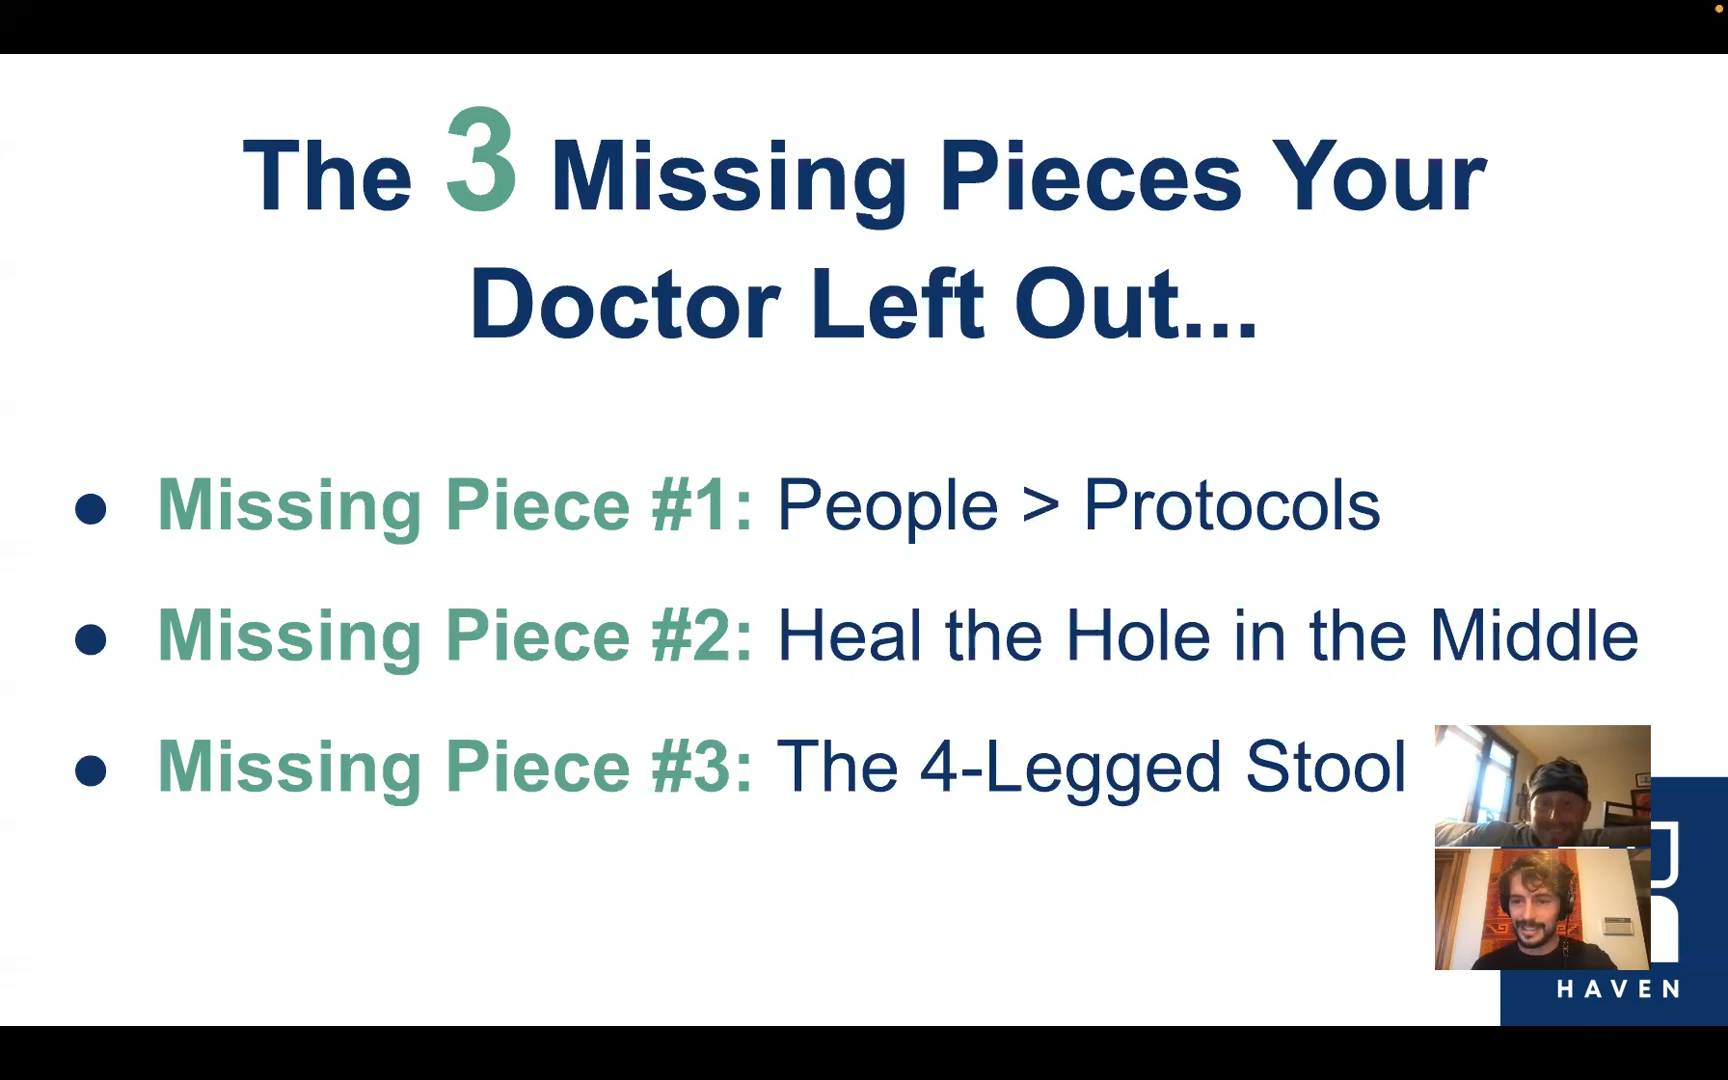 The 3 Missing Pieces Your
Doctor Left Out...
● Missing Piece #1: People > Protocols
● Missing Piece #2: Heal the Hole in the Middle
● Missing Piece #3: The 4-Legged Stool
HAVEN